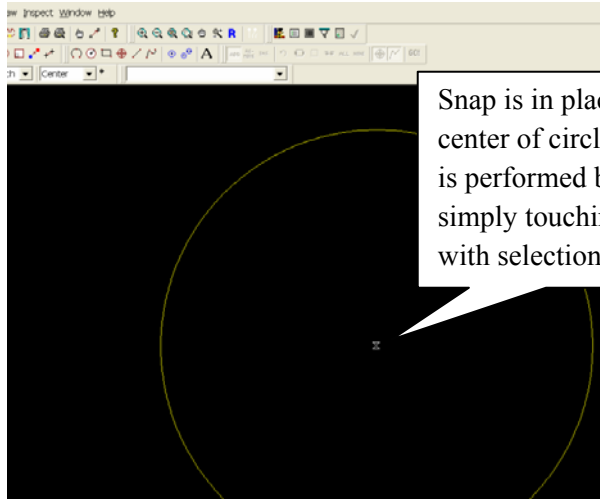 Inspect Window Help
R
A
Center *
Snap is in plac
center of circl
is performed b
simply touchi
with selection